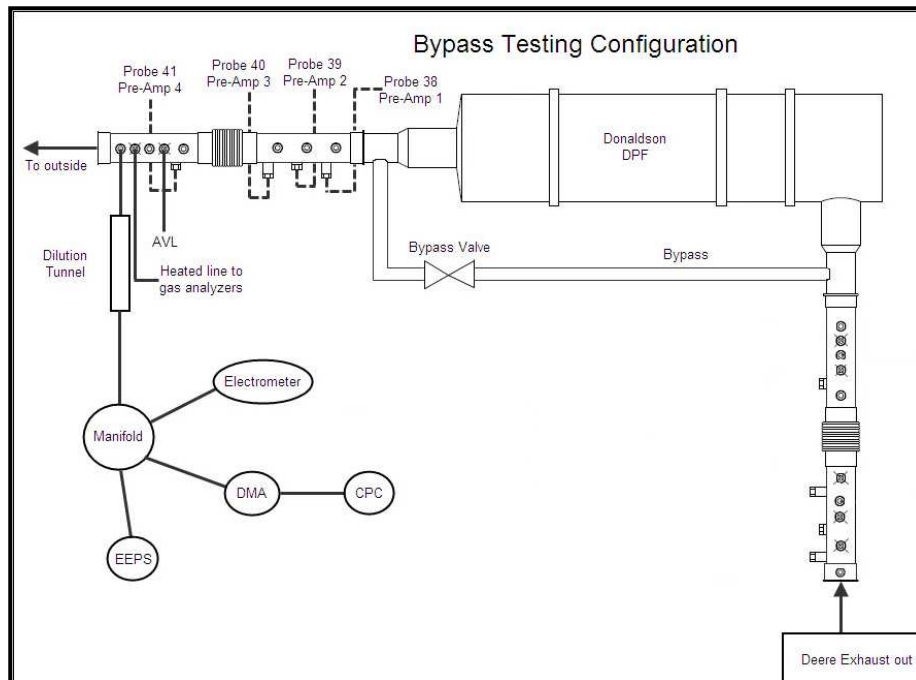 Bypass Testing Configuration
Probe 41
Pre-Amp 4
Probe 40
Pre-Amp 3
Probe 39
Pre-Amp 2
Probe 38
Pre-Amp 1
Donaldson
DPF
To outside
AVL
Dilution
Tunnel
Heated line to
gas analyzers
Bypass Valve
Bypass
Electrometer
Manifold
DMA
CPC
EEPS
Deere Exhaust out